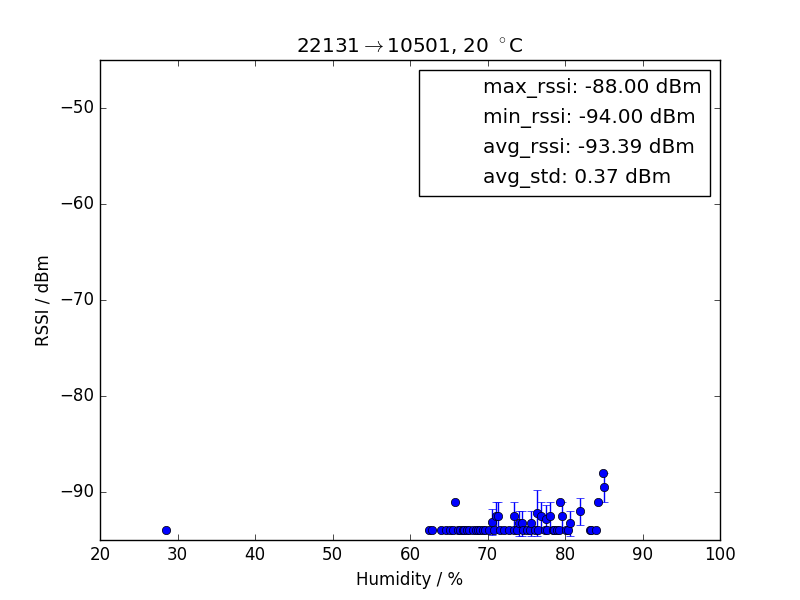 22131→10501, 20 °C
max_rssi: -88.00 dBm
min_rssi: -94.00 dBm
avg_rssi: -93.39 dBm
avg_std: 0.37 dBm
RSSI / dBm
−50
−60
−70
−80
−90
20 30 40 50 60 70 80 90 100
Humidity / %